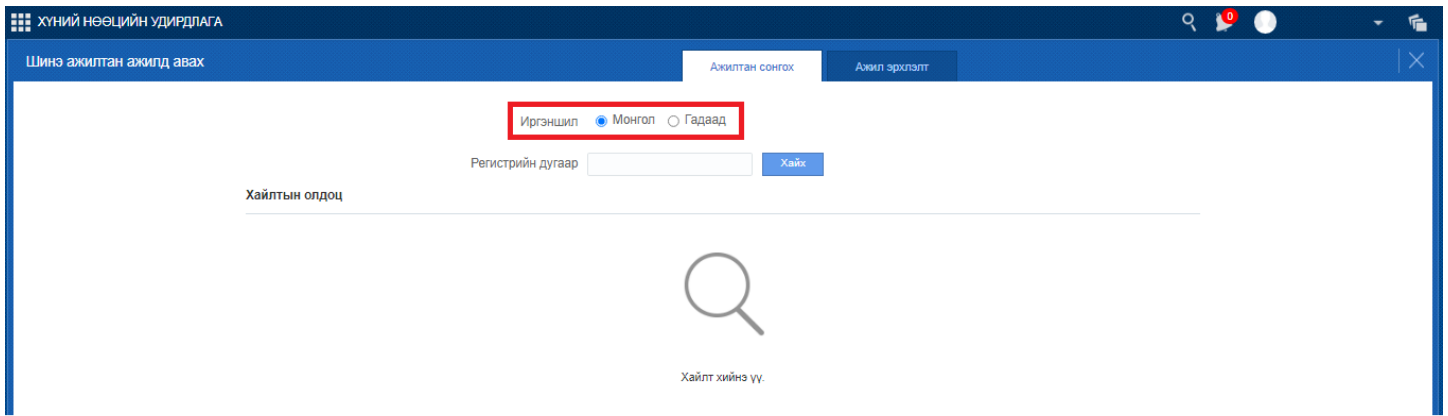 ХҮНИЙ НӨӨЦИЙН УДИРДЛАГА
0
Шинэ ажилтан ажилд авах
Ажилтан сонгох
Ажил эрхлэлт
Иргэншил Монгол Гадаад
Регистрийн дугаар Хайх
Хайлтын олдоц
Хайлт хийнэ үү.